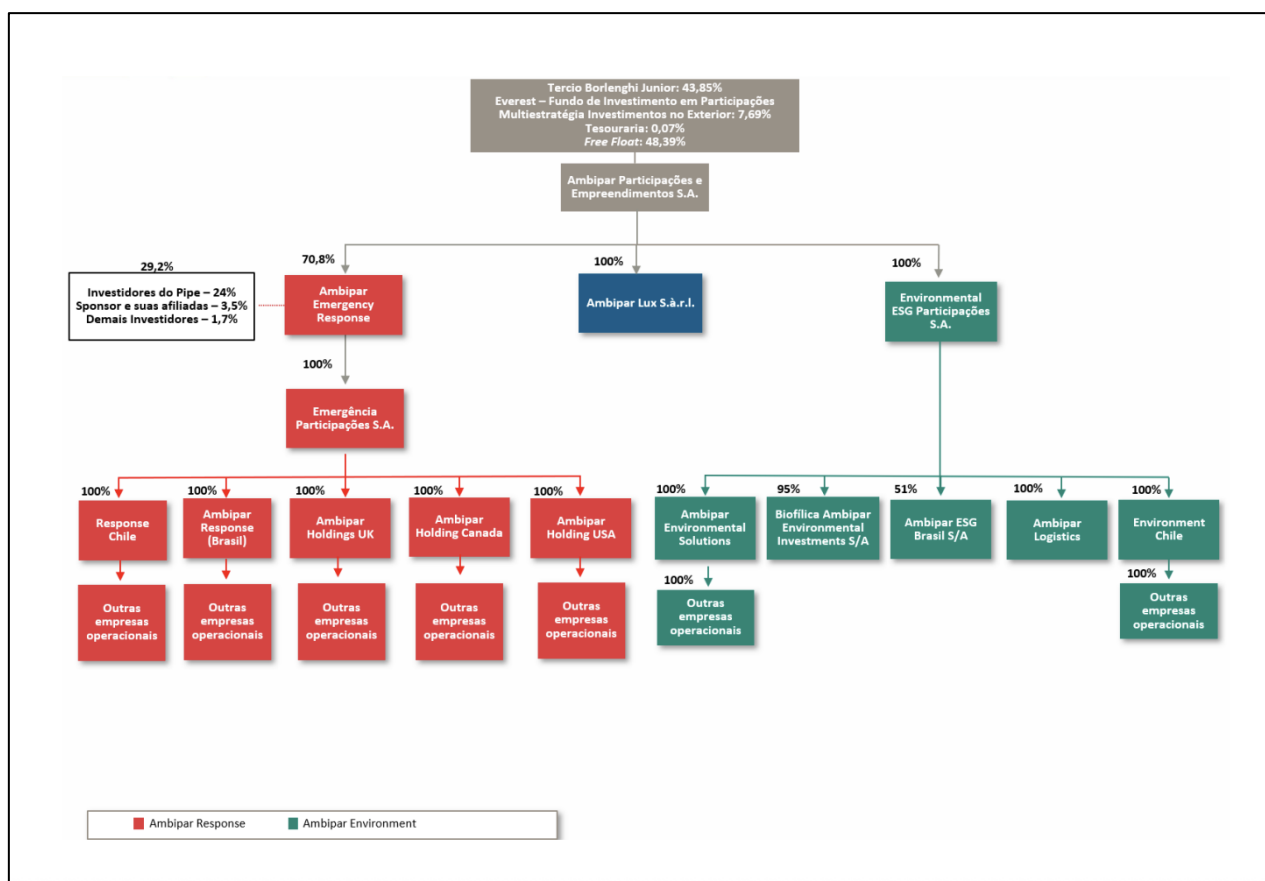 Tercio Borlenghi Junior: 43,85%
Everest – Fundo de Investimento em Participações
Multiestratégia Investimentos no Exterior: 7,69%
Tesouraria: 0,07%
Free Float: 48,39%
Ambipar Participações e
Empreendimentos S.A.
29,2%
Investidores do Pipe – 24%
Sponsor e suas afiliadas – 3,5%
Demais Investidores – 1,7%
70,8%
Ambipar
Emergency
Response
100%
Ambipar Lux S.à.r.l.
100%
Environmental
ESG Participações
S.A.
100%
Emergência
Participações S.A.
100%
Response
Chile
100%
Ambipar
Response
(Brasil)
100%
Ambipar
Holdings UK
100%
Ambipar
Holding Canada
100%
Ambipar
Holding USA
100%
Ambipar
Environmental
Solutions
95%
Biofílica Ambipar
Environmental
Investments S/A
51%
Ambipar ESG
Brasil S/A
100%
Ambipar
Logistics
100%
Environment
Chile
Outras
empresas
operacionais
Outras
empresas
operacionais
Outras
empresas
operacionais
Outras
empresas
operacionais
Outras
empresas
operacionais
100%
Outras
empresas
operacionais
100%
Outras
empresas
operacionais
Ambipar Response
Ambipar Environment